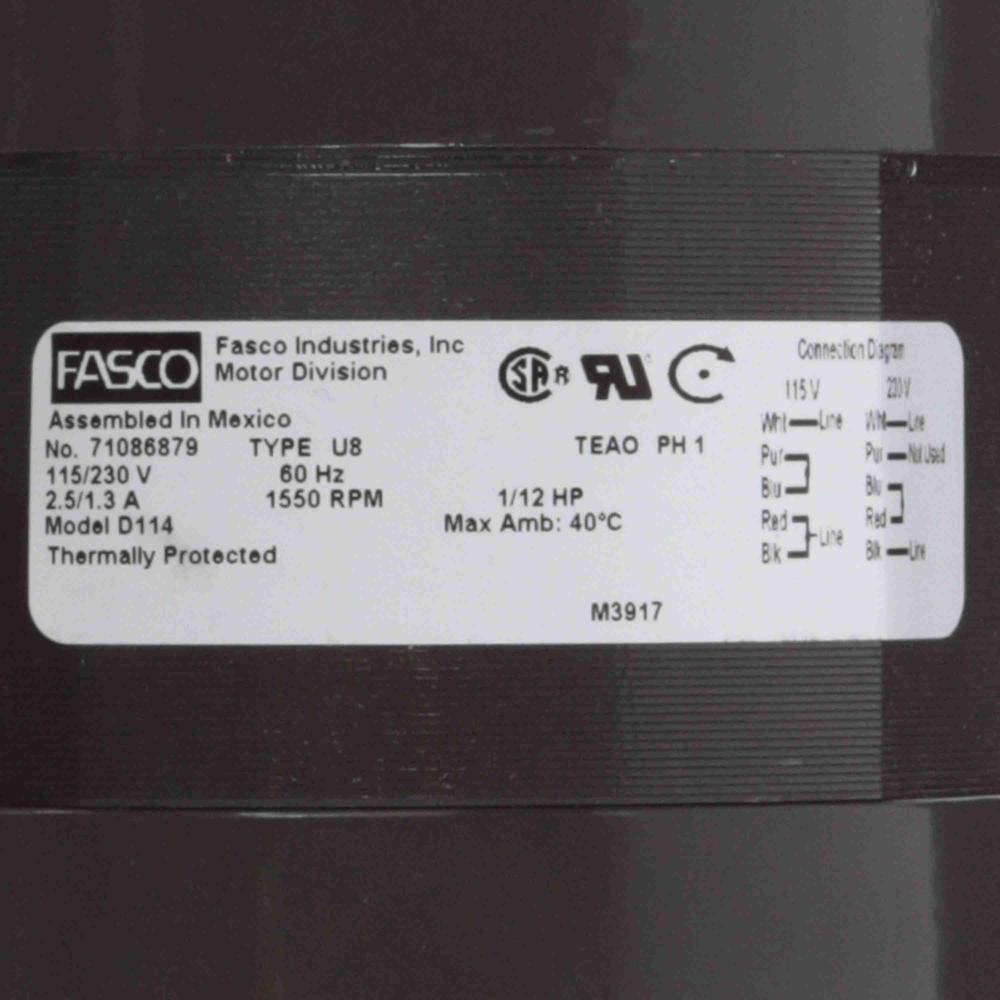 FASCO
Fasco Industries, Inc
Motor Division
Assembled In Mexico
No. 71086879 TYPE U8 TEAO PH 1
115/230 V 60 Hz
2.5/1.3 A 1550 RPM 1/12 HP
Model D114 Max Amb: 40°C
Thermally Protected
M3917
Connection Diagram
115 V 230 V
Wht Line Wht Line
Pur Pur Not Used
Blu Blu
Red Line Red
Blk Blk Line